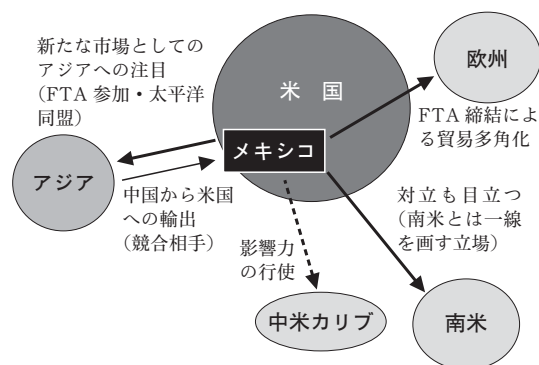 新たな市場としての
アジアへの注目
（FTA 参加・太平洋
同盟）
米　国
欧州
FTA 締結によ
る貿易多角化
メキシコ
アジア
中国から米国
への輸出
（競合相手）
対立も目立つ
（南米とは一線
を画す立場）
影響力
の行使
中米カリブ
南米